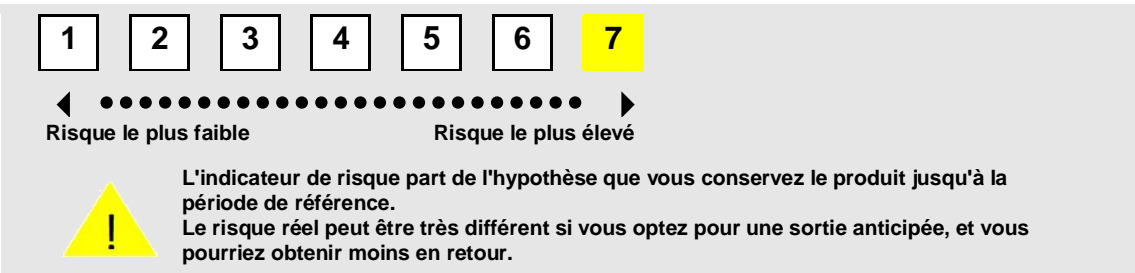 1 2 3 4 5 6 7
Risque le plus faible Risque le plus élevé
L'indicateur de risque part de l'hypothèse que vous conservez le produit jusqu'à la
période de référence.
Le risque réel peut être très différent si vous optez pour une sortie anticipée, et vous
pourriez obtenir moins en retour.
!